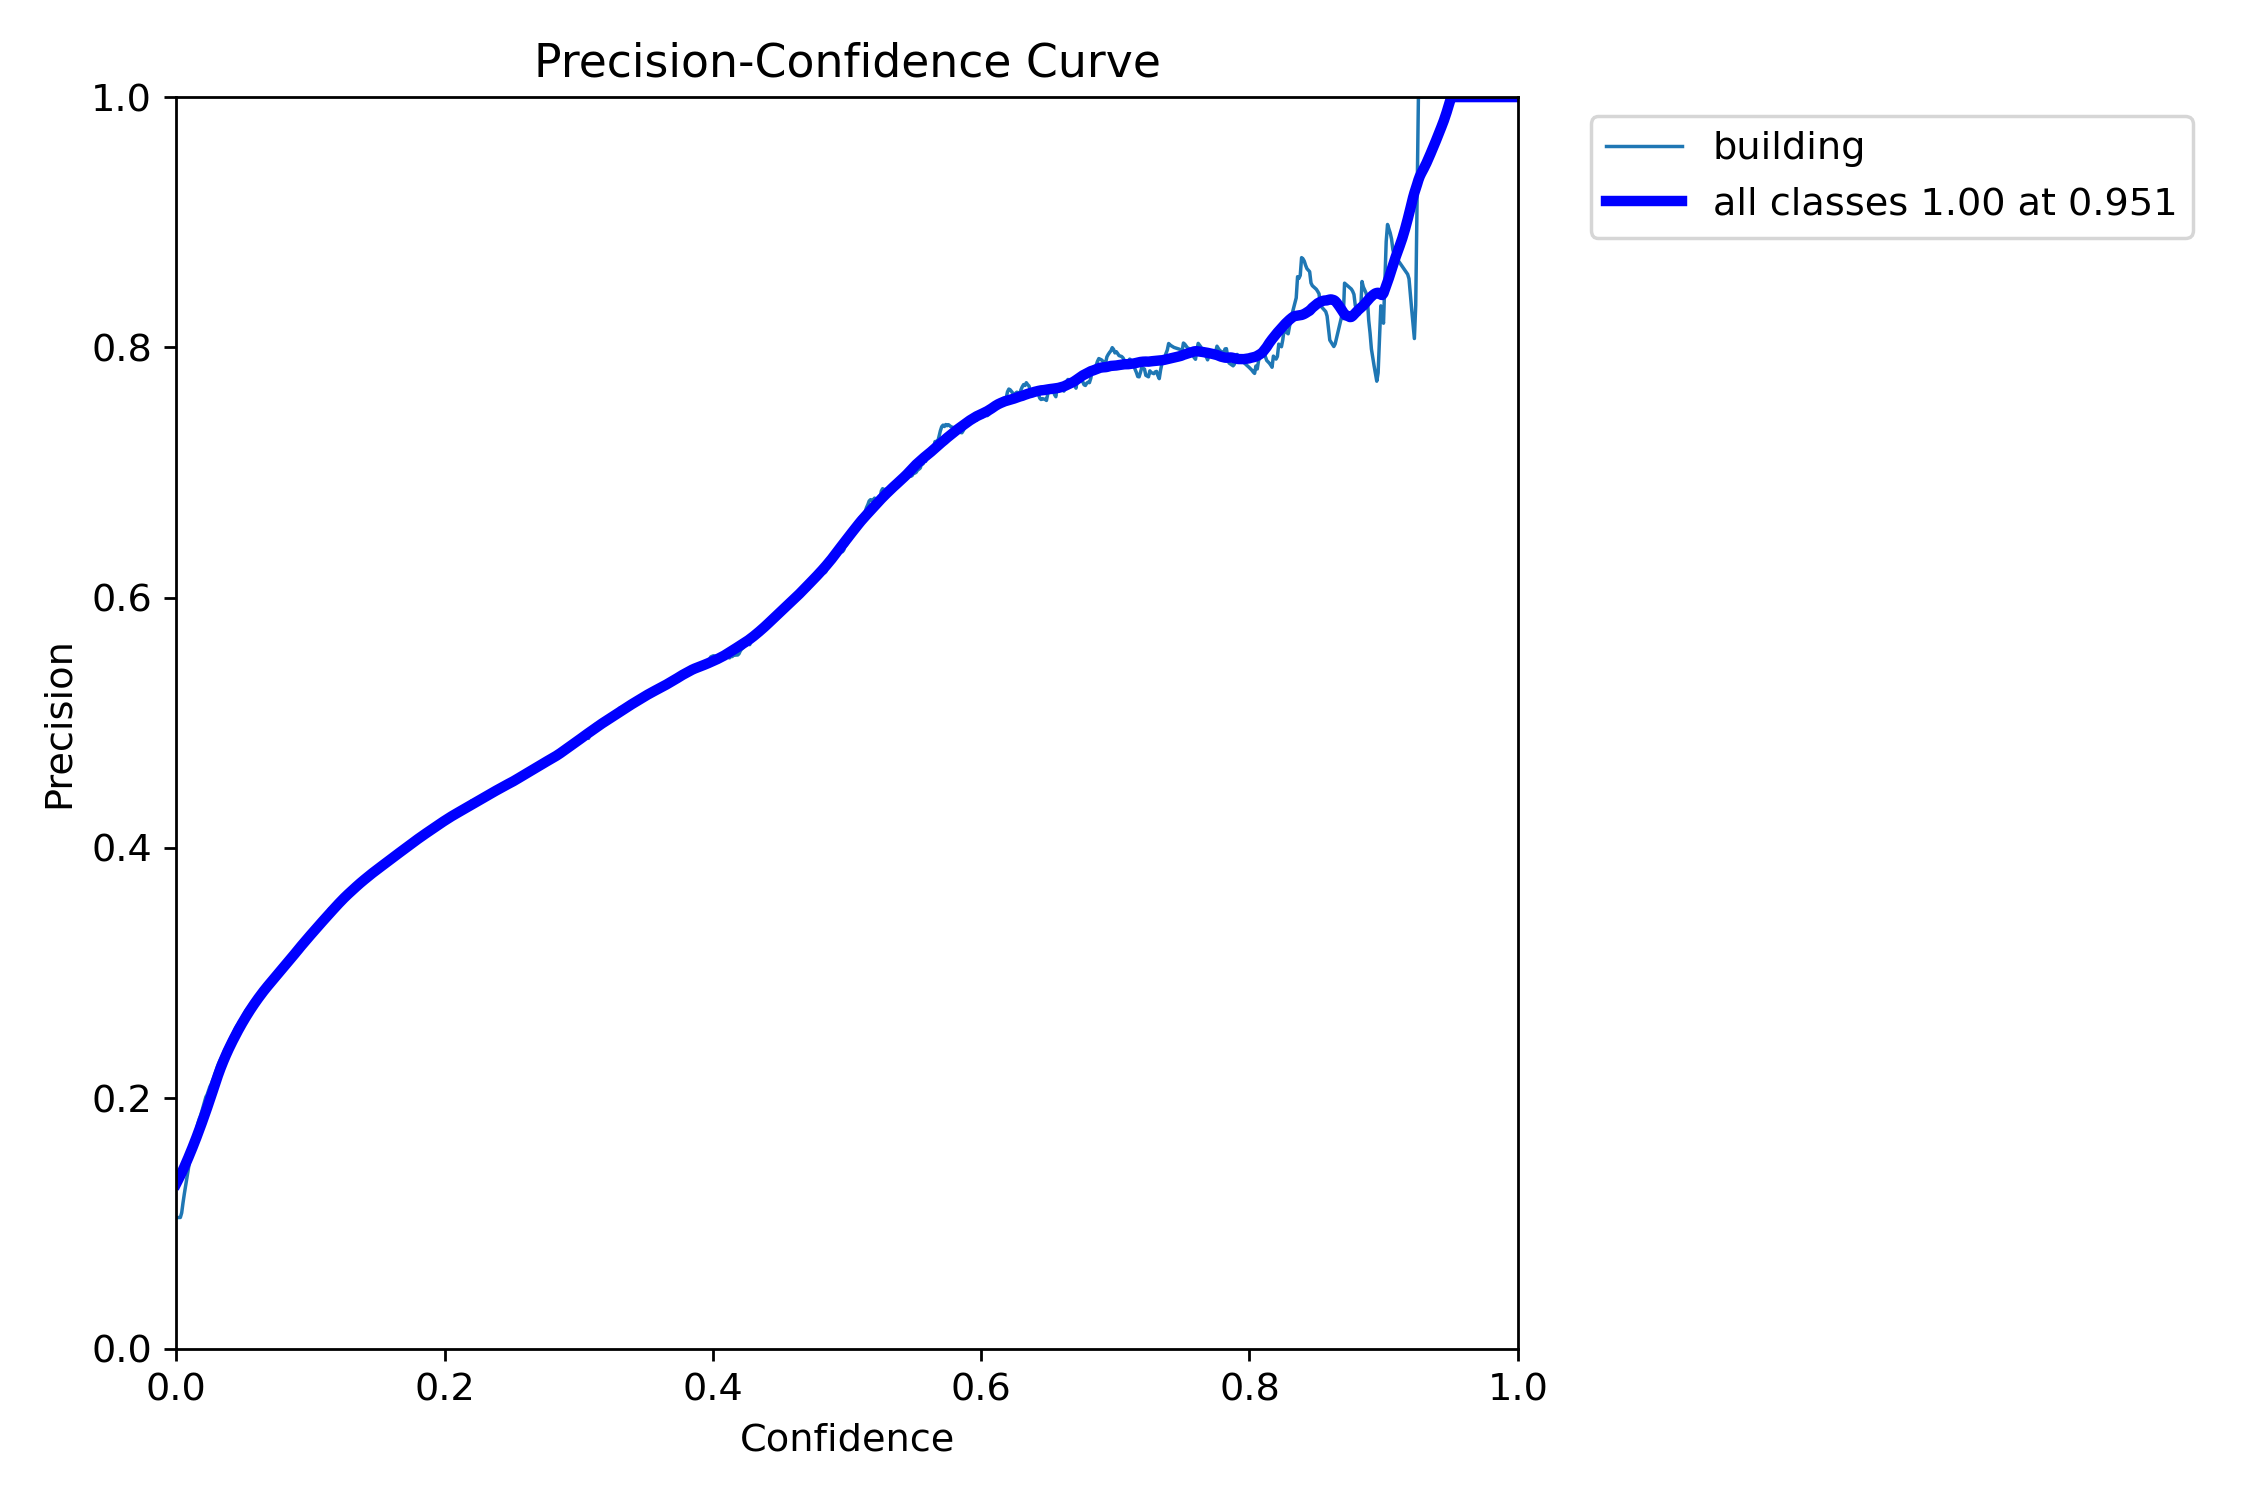 Precision-Confidence Curve
building
all classes 1.00 at 0.951
Precision
1.0
0.8
0.6
0.4
0.2
0.0
0.0 0.2 0.4 0.6 0.8 1.0
Confidence